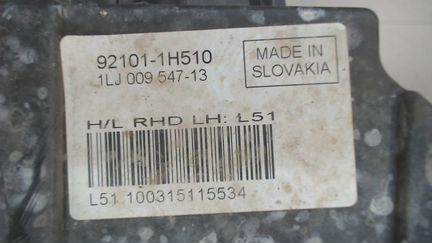 92101-1H510
1LJ 009 547-13
MADE IN
SLOVAKIA
H/L RHD LH: L51
L51 100315115534